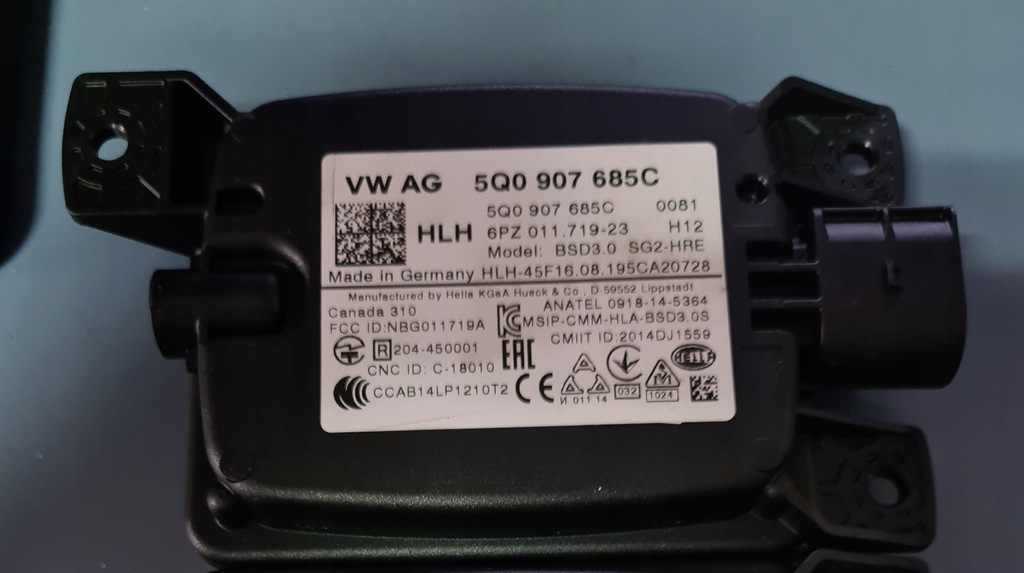 VW AG 5Q0 907 685C
5Q0 907 685C 0081
HLH 6PZ 011.719-23 H12
Model: BSD3.0 SG2-HRE
Made in Germany HLH-45F16.08.195CA20728
Manufactured by Hella KGaA Hueck & Co., D-59552 Lippstadt
Canada 310 ANATEL 0918-14-5364
FCC ID:NBG011719A MSIP-CMM-HLA-BSD3.0S
CMIIT ID:2014DJ1559
R 204-450001 EAC HELLA
CNC ID: C-18010
CCAB14LP1210T2 CE И 011 14 032 1024